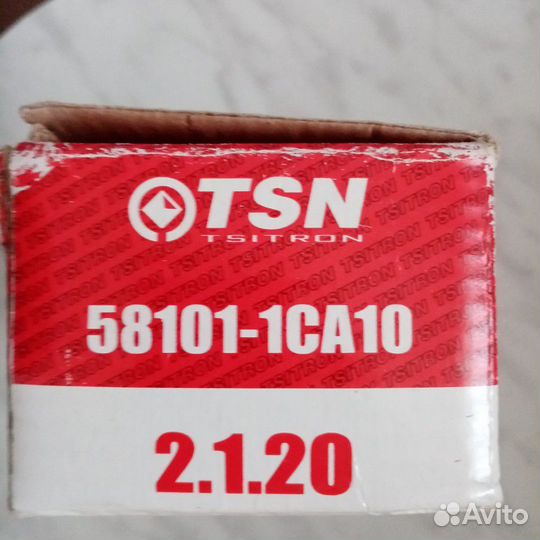 TSN
TSITRON
58101-1CA10
2.1.20
Avito